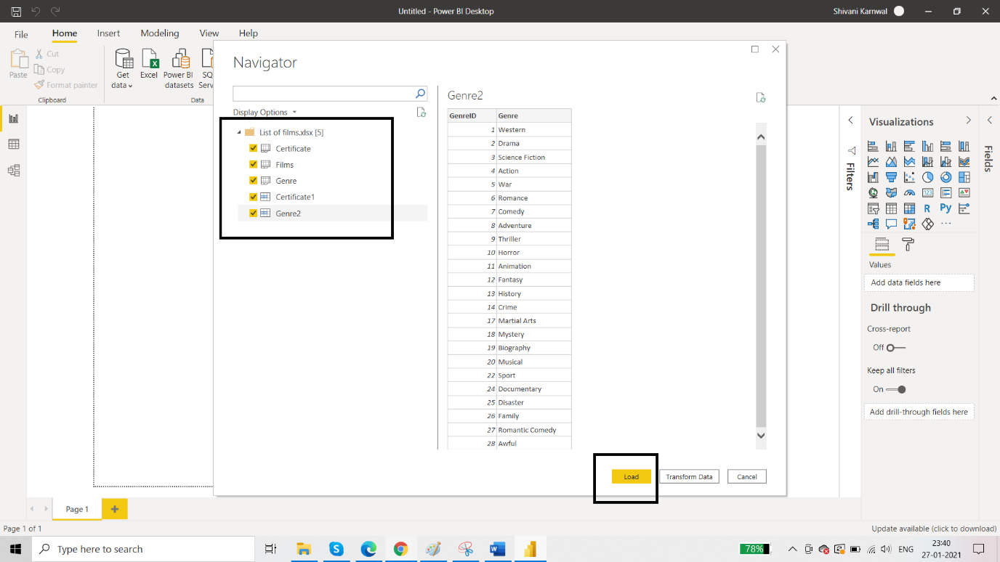 Untitled - Power BI Desktop
Shivani Karnwal
File Home Insert Modeling View Help
Paste
Cut
Copy
Format painter
Clipboard
Get data
Excel
Power BI datasets
SQ
Serv
Data
Navigator
Display Options
List of films.xlsx [5]
Certificate
Films
Genre
Certificate1
Genre2
Genre2
GenreID Genre
1 Western
2 Drama
3 Science Fiction
4 Action
5 War
6 Romance
7 Comedy
8 Adventure
9 Thriller
10 Horror
11 Animation
12 Fantasy
13 History
14 Crime
17 Martial Arts
18 Mystery
19 Biography
20 Musical
22 Sport
24 Documentary
25 Disaster
26 Family
27 Romantic Comedy
28 Awful
Load
Transform Data
Cancel
Filters
Visualizations
123
R
Py
...
Values
Add data fields here
Drill through
Cross-report
Off
Keep all filters
On
Add drill-through fields here
Fields
Page 1
+
Page 1 of 1
Update available (click to download)
Type here to search
78%
ENG
23:40
27-01-2021